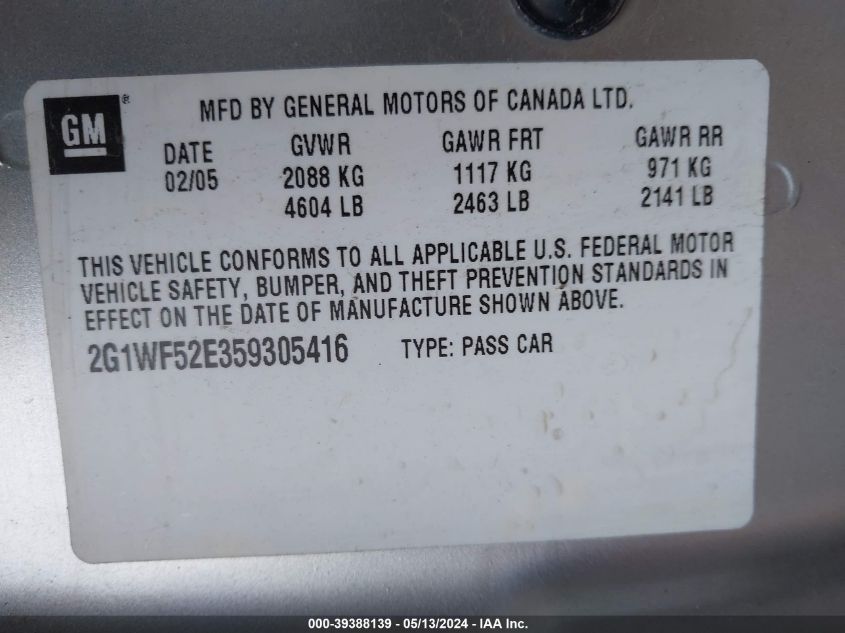 GM ®
MFD BY GENERAL MOTORS OF CANADA LTD.
DATE GVWR GAWR FRT GAWR RR
02/05 2088 KG 1117 KG 971 KG
4604 LB 2463 LB 2141 LB
THIS VEHICLE CONFORMS TO ALL APPLICABLE U.S. FEDERAL MOTOR
VEHICLE SAFETY, BUMPER, AND THEFT PREVENTION STANDARDS IN
EFFECT ON THE DATE OF MANUFACTURE SHOWN ABOVE.
2G1WF52E359305416 TYPE: PASS CAR
000-39388139 - 05/13/2024 - IAA Inc.